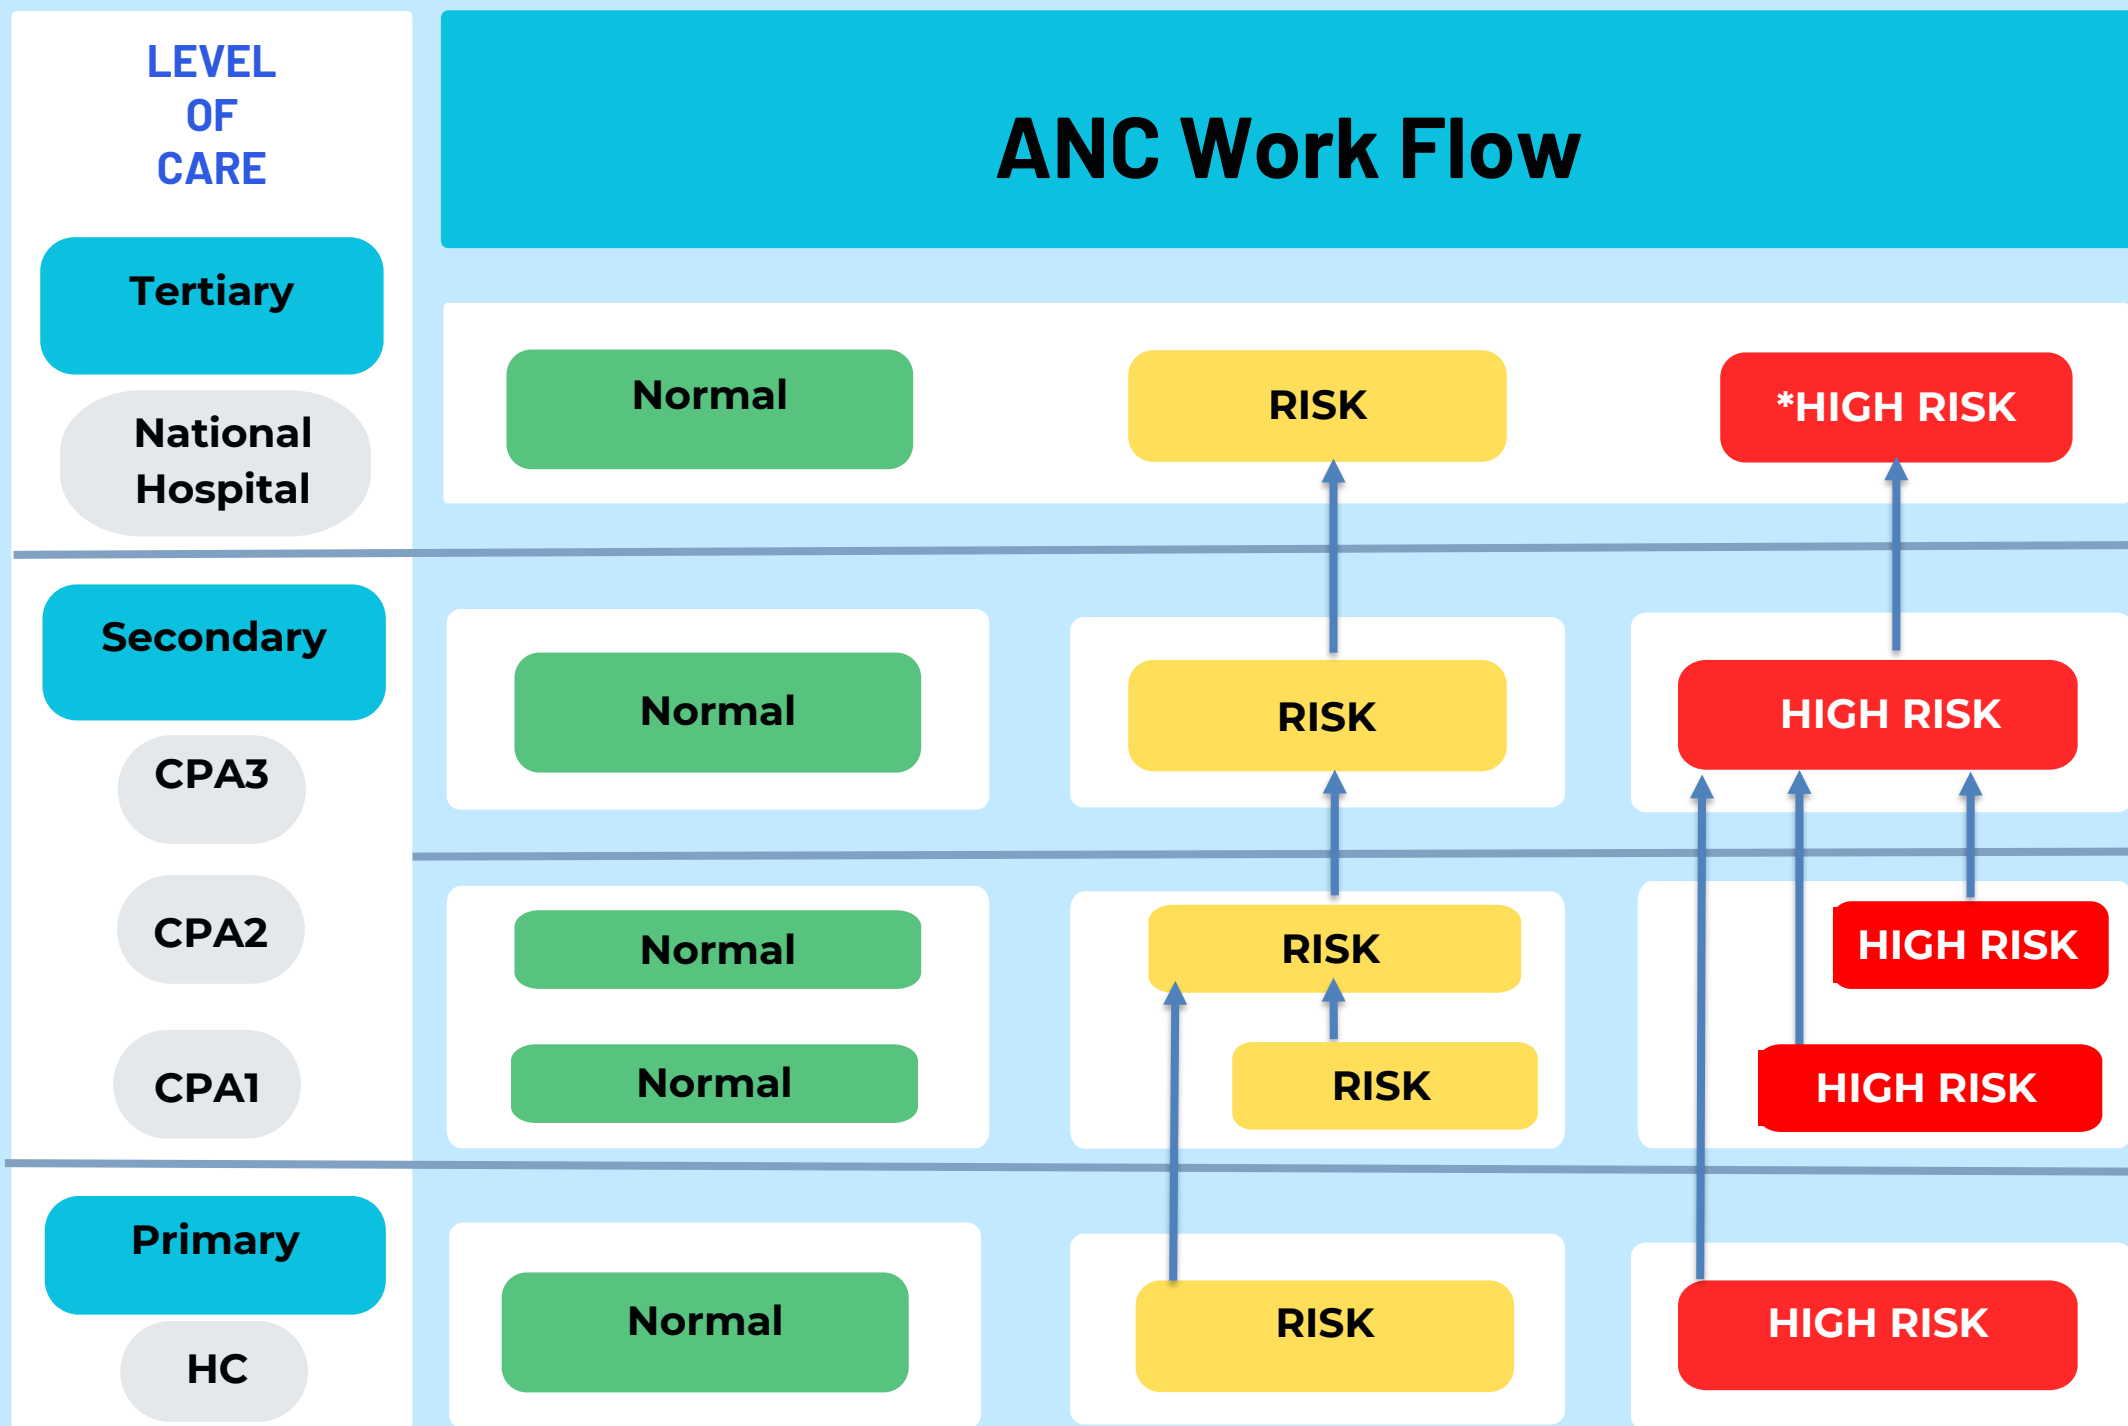 LEVEL
OF
CARE
ANC Work Flow
Tertiary
National
Hospital
Normal
RISK
*HIGH RISK
Secondary
CPA3
Normal
RISK
HIGH RISK
CPA2
Normal
RISK
HIGH RISK
CPA1
Normal
RISK
HIGH RISK
Primary
HC
Normal
RISK
HIGH RISK